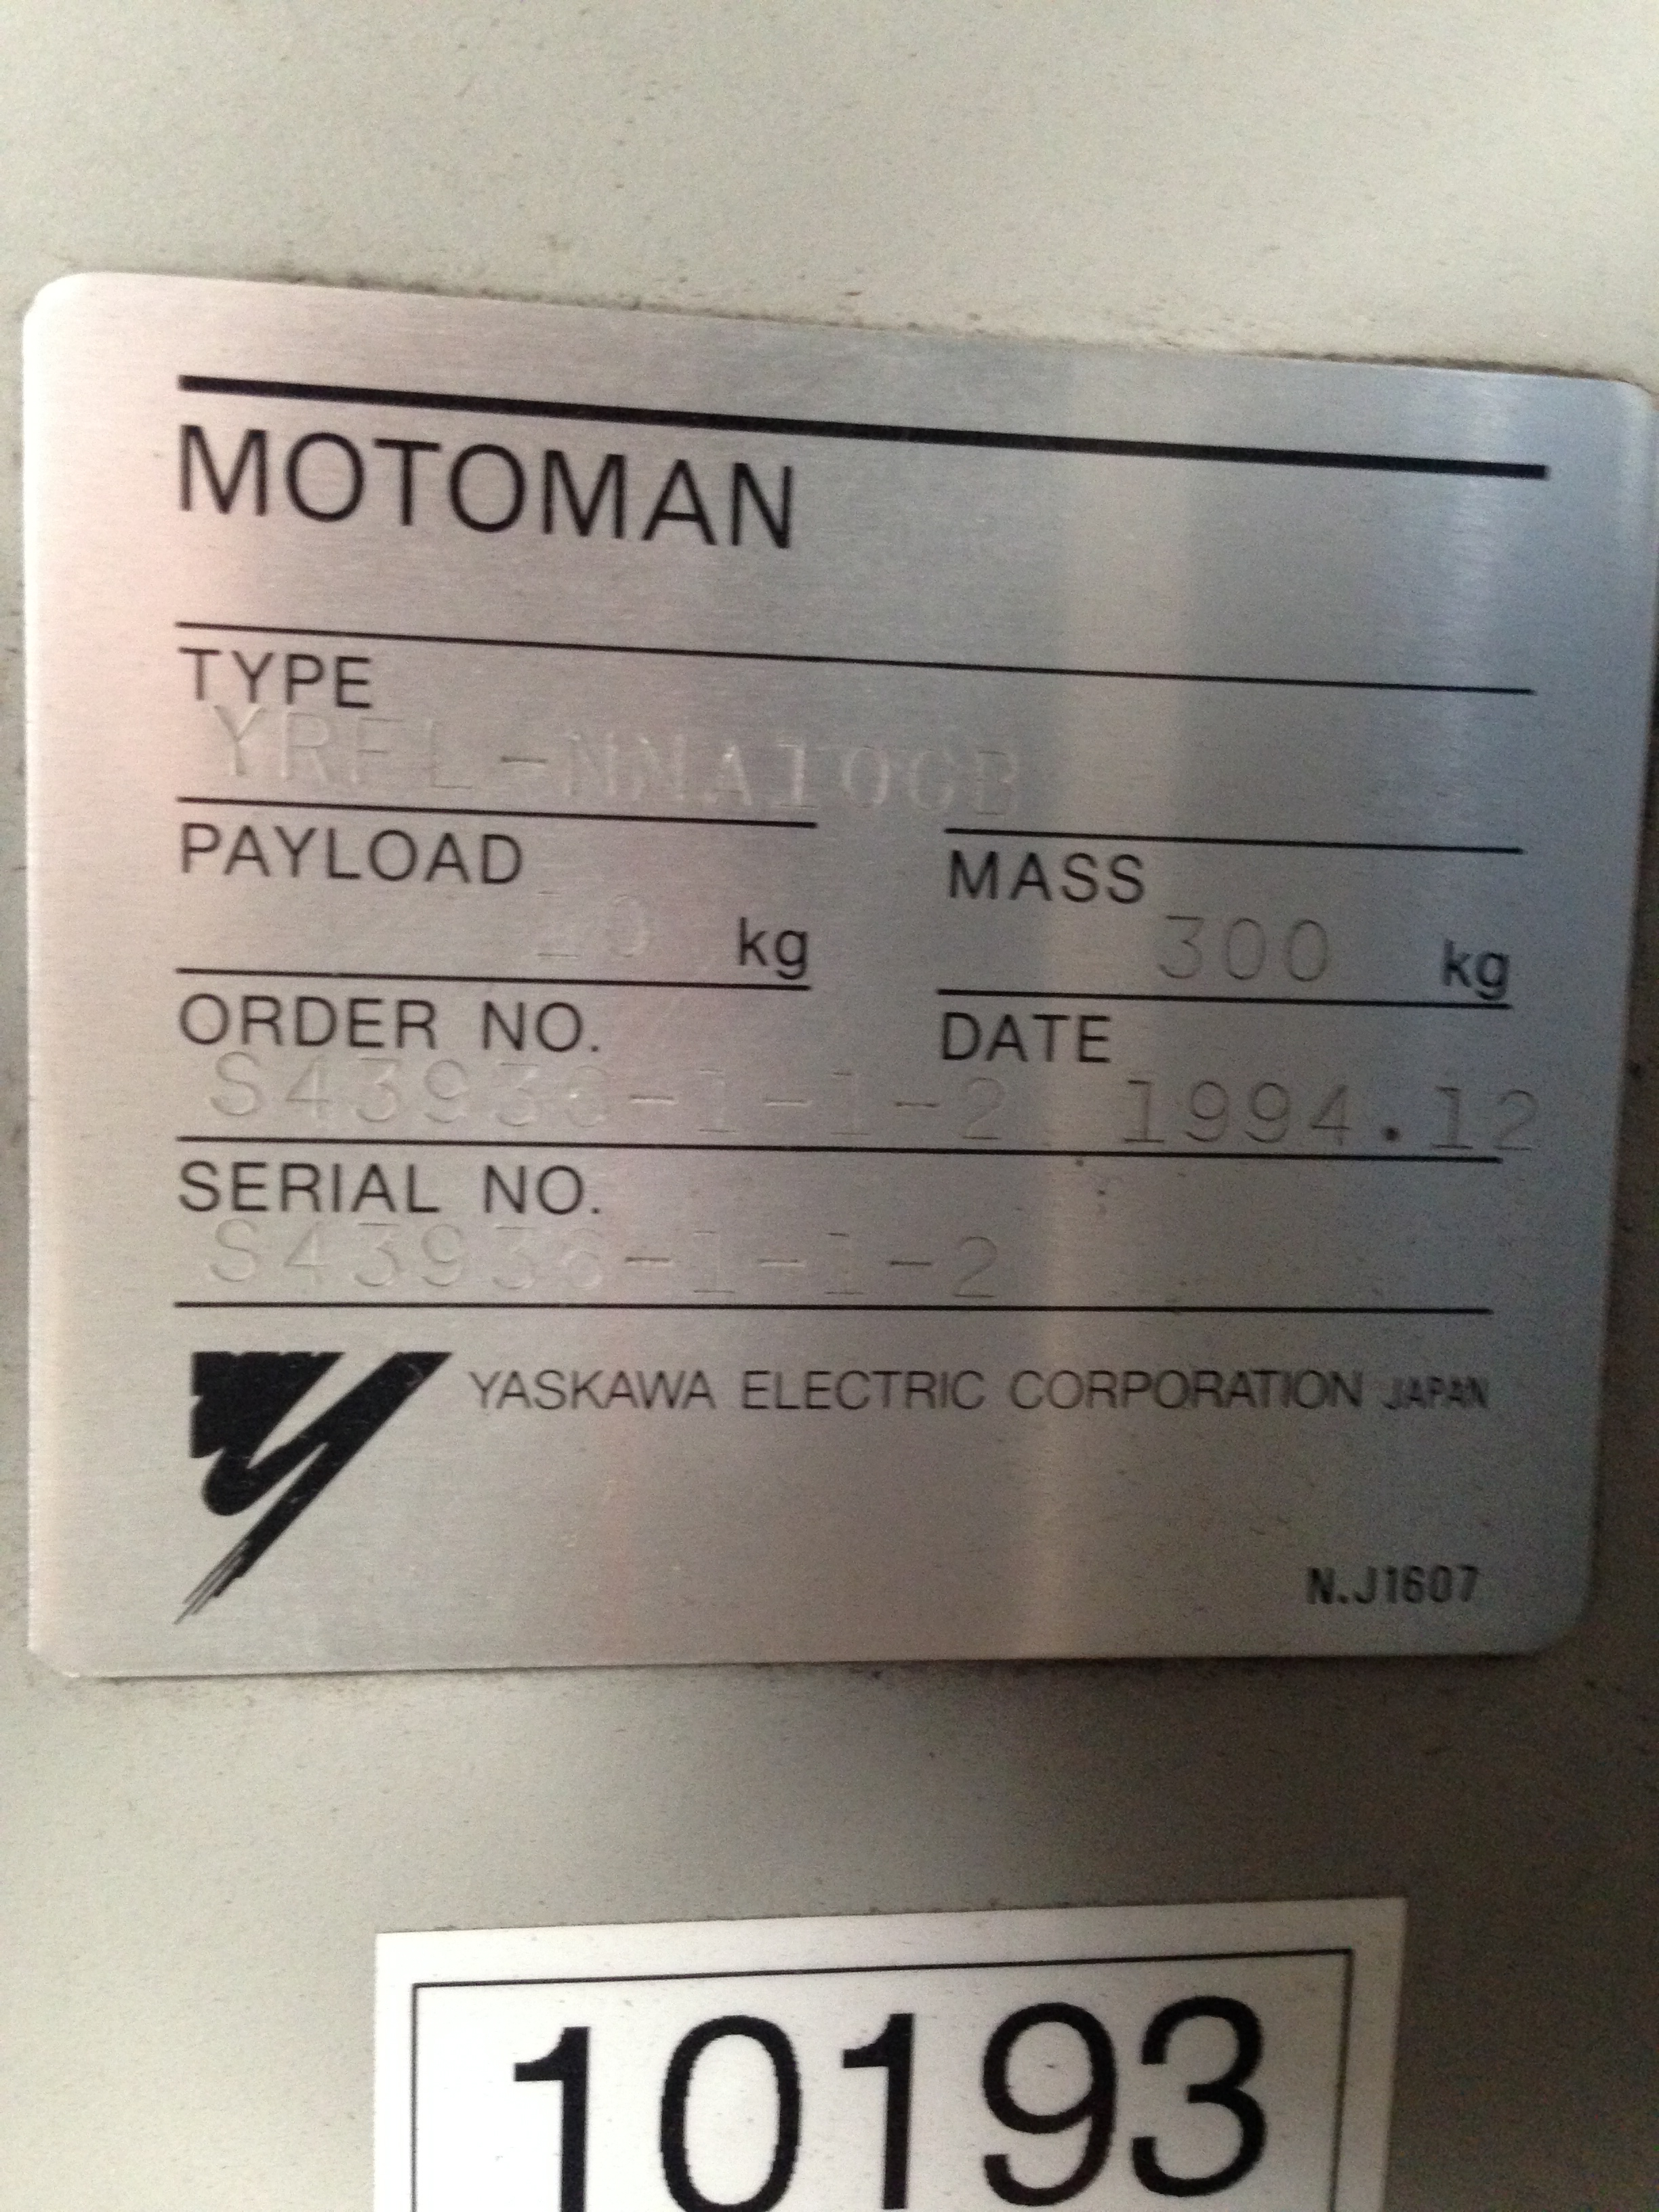 MOTOMAN
TYPE
PAYLOAD MASS
10 kg 300 kg
ORDER NO. DATE
1994.12
SERIAL NO.
YASKAWA ELECTRIC CORPORATION JAPAN
N.J1607
10193